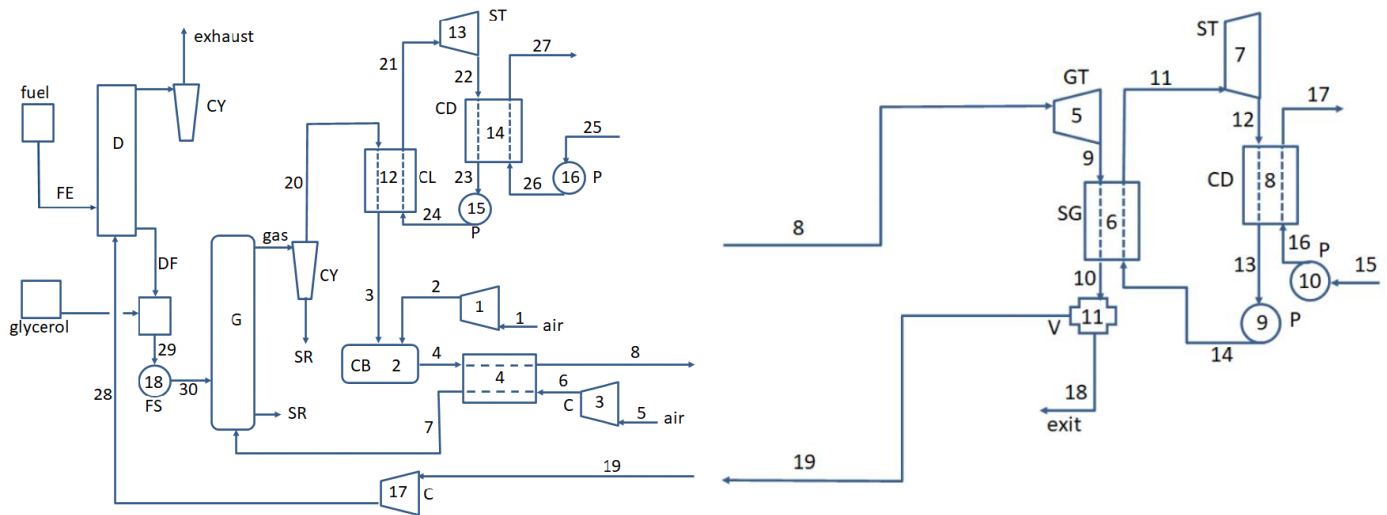 ST
13
27
exhaust
21
22
fuel
CY
CD
D
14
25
20
12
CL
23
26
16
P
FE
24
15
P
gas
DF
CY
3
2
1
1
air
glycerol
G
SR
29
CB
2
4
8
28
18
30
4
6
FS
SR
C
3
5
air
7
19
17
C
ST
7
GT
11
5
12
17
9
CD
8
SG
6
16
P
13
15
10
10
8
V
11
9
P
14
18
exit
19